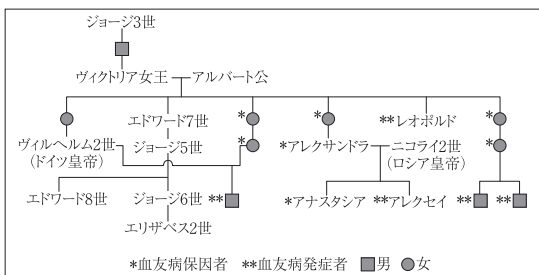 ジョージ3世
ヴィクトリア女王 アルバート公
エドワード7世 * * **レオポルド *
ヴィルヘルム2世 ジョージ5世 * *アレクサンドラ ニコライ2世 *
(ドイツ皇帝) (ロシア皇帝)
エドワード8世 ジョージ6世 ** *アナスタシア **アレクセイ ** **
エリザベス2世
*血友病保因者 **血友病発症者 男 女